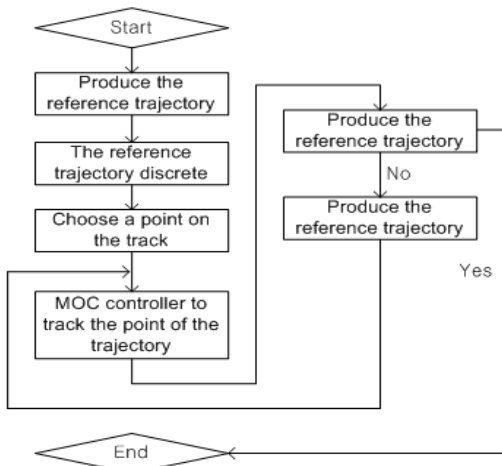 Start
Produce the
reference trajectory
The reference
trajectory discrete
Choose a point on
the track
MOC controller to
track the point of the
trajectory
Produce the
reference trajectory
No
Produce the
reference trajectory
Yes
End